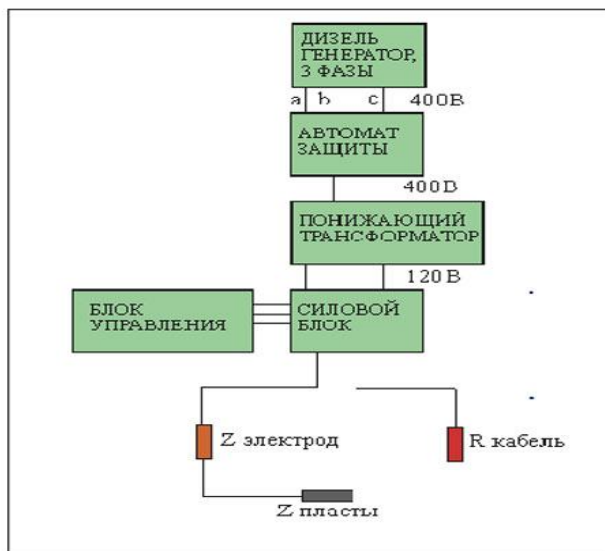 ДИЗЕЛЬ
ГЕНЕРАТОР,
3 ФАЗЫ
a b c 400В
АВТОМАТ
ЗАЩИТЫ
400В
ПОНИЖАЮЩИЙ
ТРАНСФОРМАТОР
120 В
БЛОК
УПРАВЛЕНИЯ
СИЛОВОЙ
БЛОК
Z электрод
R кабель
Z пласты